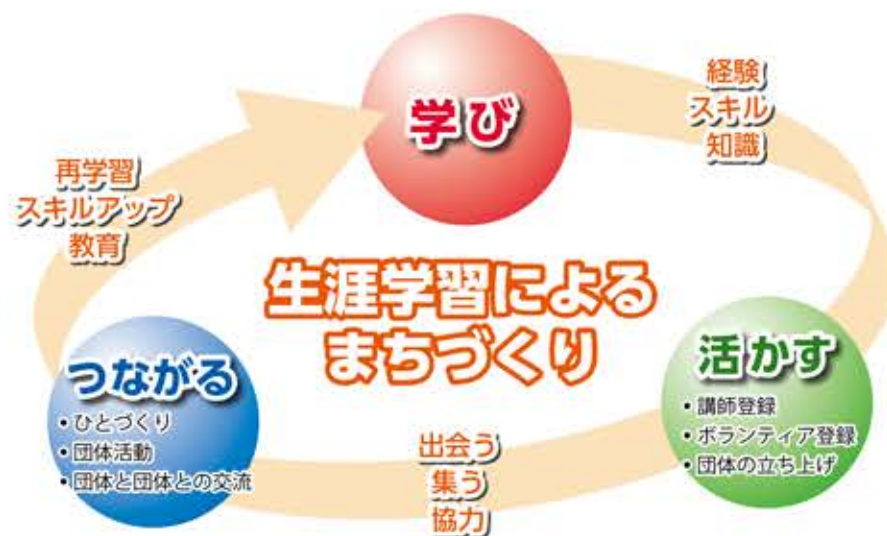 学び
経験
スキル
知識
再学習
スキルアップ
教育
生涯学習による
まちづくり
活かす
• 講師登録
• ボランティア登録
• 団体の立ち上げ
つながる
• ひとづくり
• 団体活動
• 団体と団体との交流
出会う
集う
協力